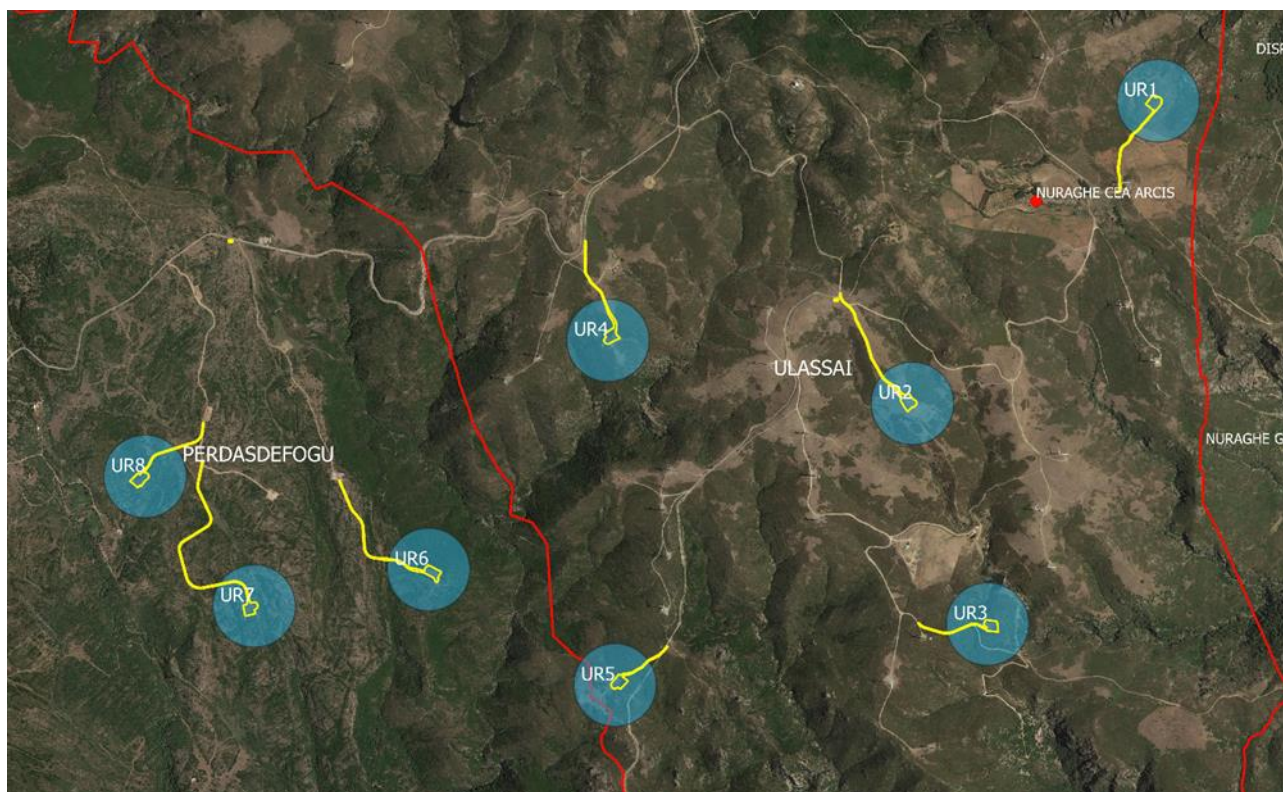 DISP
UR1
NURAGHE CEA ARCIS
UR4
ULASSAI
UR2
NURAGHE G
PERDASDEFOGU
UR8
UR6
UR7
UR3
UR5